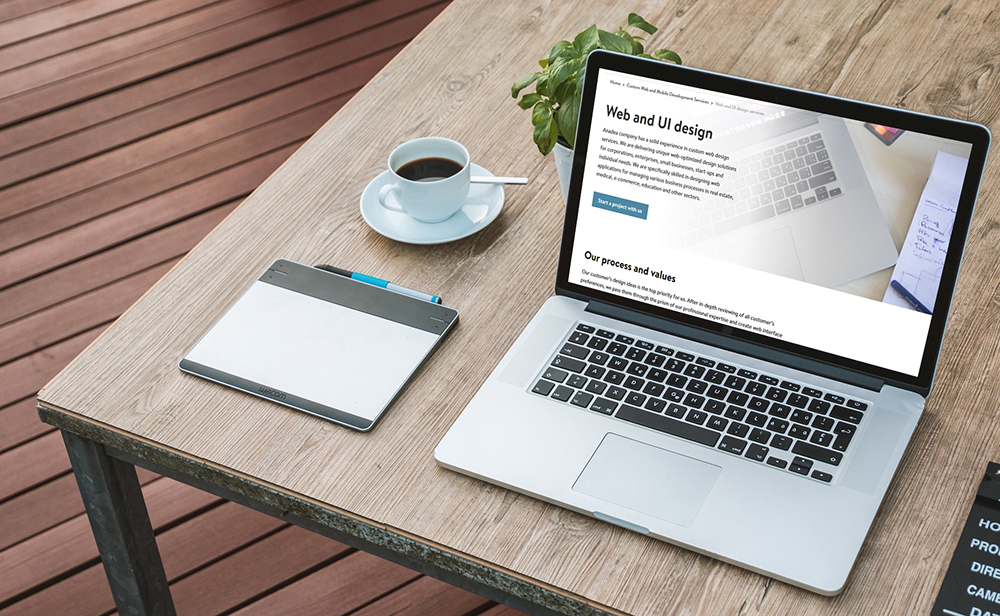 Home > Custom Web and Mobile Development Services > Web and UI design services
Web and UI design
Anadea company has a solid experience in custom web design
services. We are delivering unique web-optimized design solutions
for corporations, enterprises, small businesses, start-ups and
individual needs. We are specifically skilled in designing web
applications for managing various business processes in real estate,
medical, e-commerce, education and other sectors.
Start a project with us
Our process and values
Our customer's design ideas is the top priority for us. After in-depth reviewing of all customer's
preferences, we pass them through the prism of our professional expertise and create web interface
wacom
HO
PROD
DIRE
CAME
DA